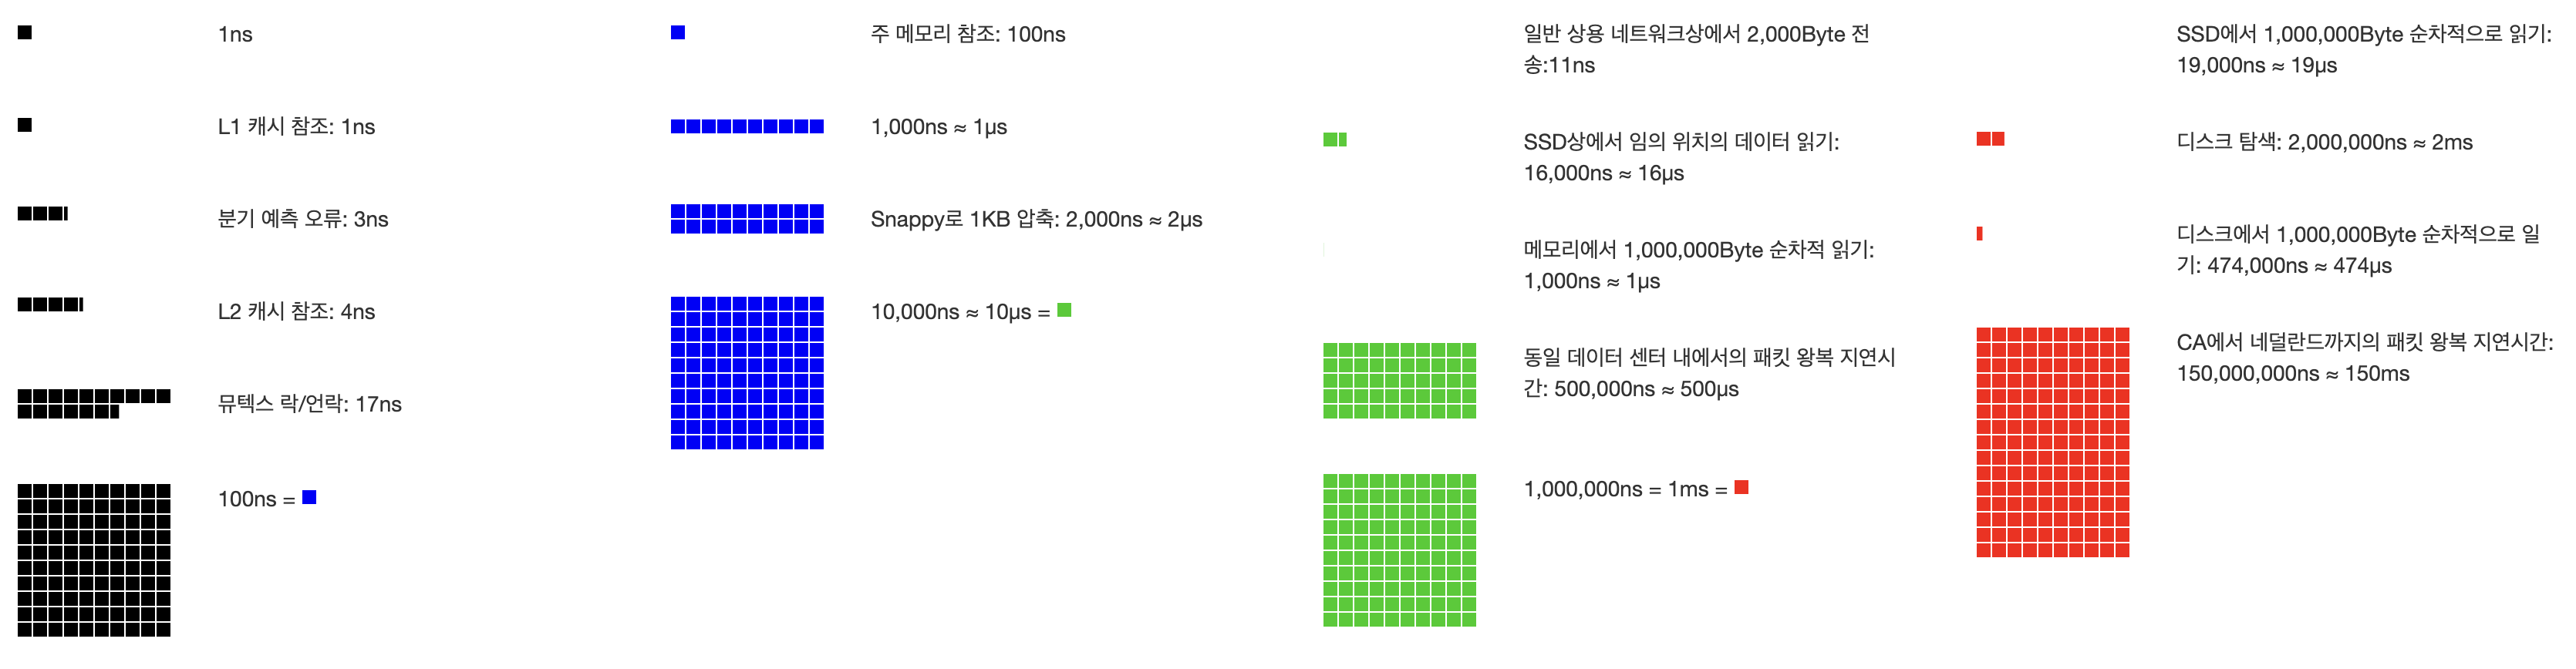 1ns
L1 캐시 참조: 1ns
분기 예측 오류: 3ns
L2 캐시 참조: 4ns
뮤텍스 락/언락: 17ns
100ns =
주 메모리 참조: 100ns
1,000ns ≈ 1μs
Snappy로 1KB 압축: 2,000ns ≈ 2μs
10,000ns ≈ 10μs =
일반 상용 네트워크상에서 2,000Byte 전
송:11ns
SSD상에서 임의 위치의 데이터 읽기:
16,000ns ≈ 16μs
메모리에서 1,000,000Byte 순차적 읽기:
1,000ns ≈ 1μs
동일 데이터 센터 내에서의 패킷 왕복 지연시
간: 500,000ns ≈ 500μs
1,000,000ns = 1ms =
SSD에서 1,000,000Byte 순차적으로 읽기:
19,000ns ≈ 19μs
디스크 탐색: 2,000,000ns ≈ 2ms
디스크에서 1,000,000Byte 순차적으로 일
기: 474,000ns ≈ 474μs
CA에서 네덜란드까지의 패킷 왕복 지연시간:
150,000,000ns ≈ 150ms